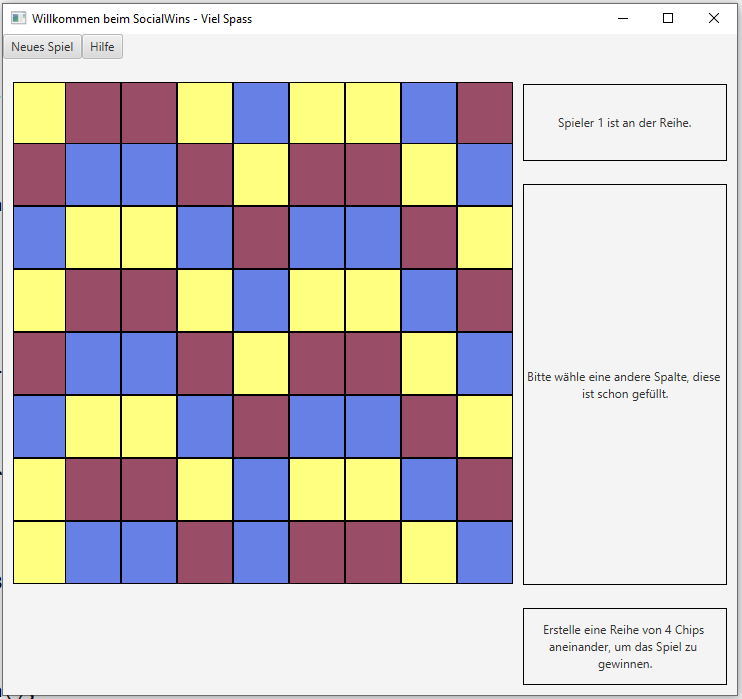 Willkommen beim SocialWins - Viel Spass
Neues Spiel Hilfe
Spieler 1 ist an der Reihe.
Bitte wähle eine andere Spalte, diese
ist schon gefüllt.
Erstelle eine Reihe von 4 Chips
aneinander, um das Spiel zu
gewinnen.